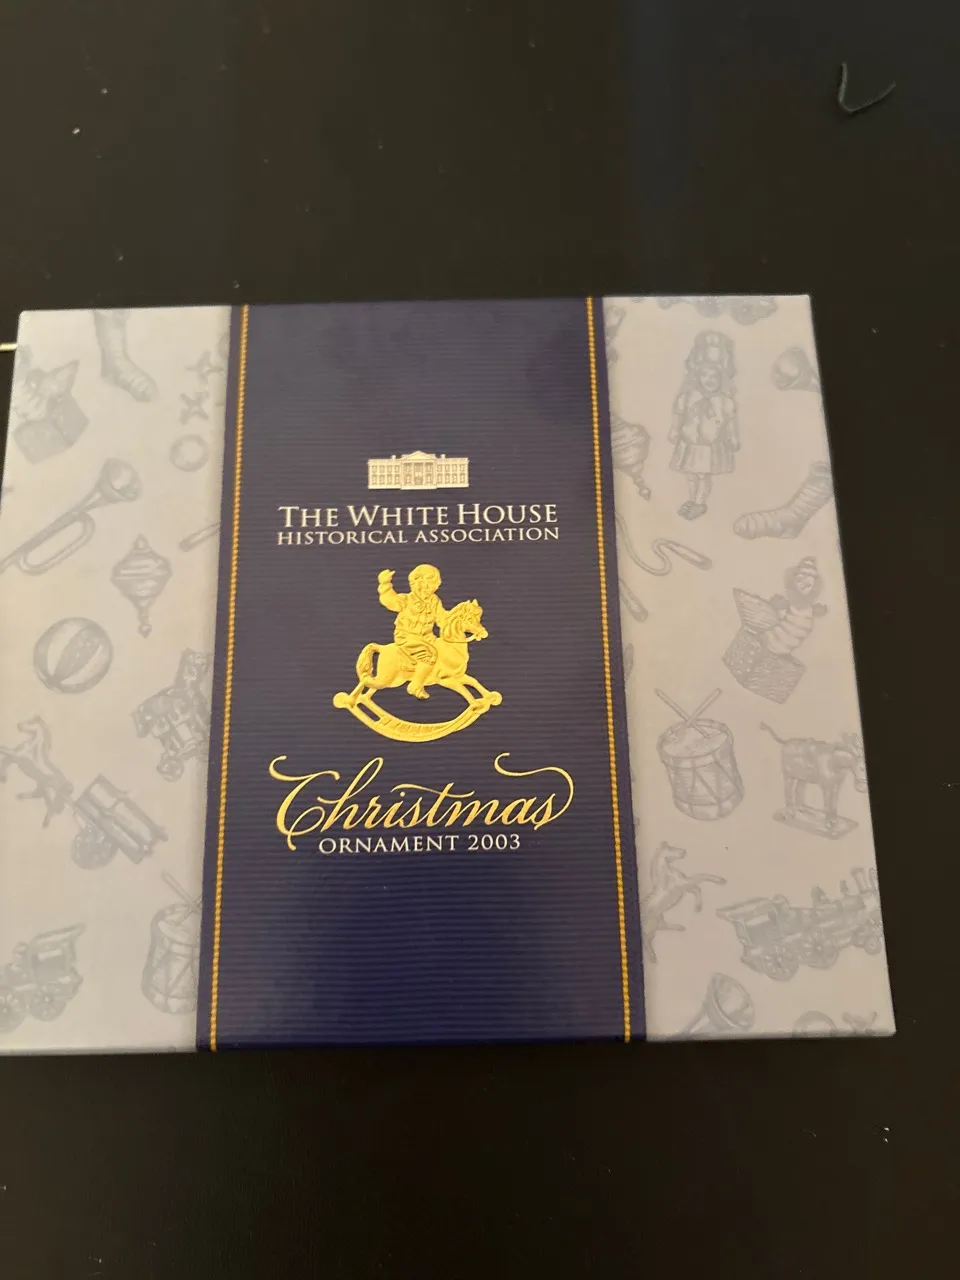 THE WHITE HOUSE
HISTORICAL ASSOCIATION
Christmas
ORNAMENT 2003